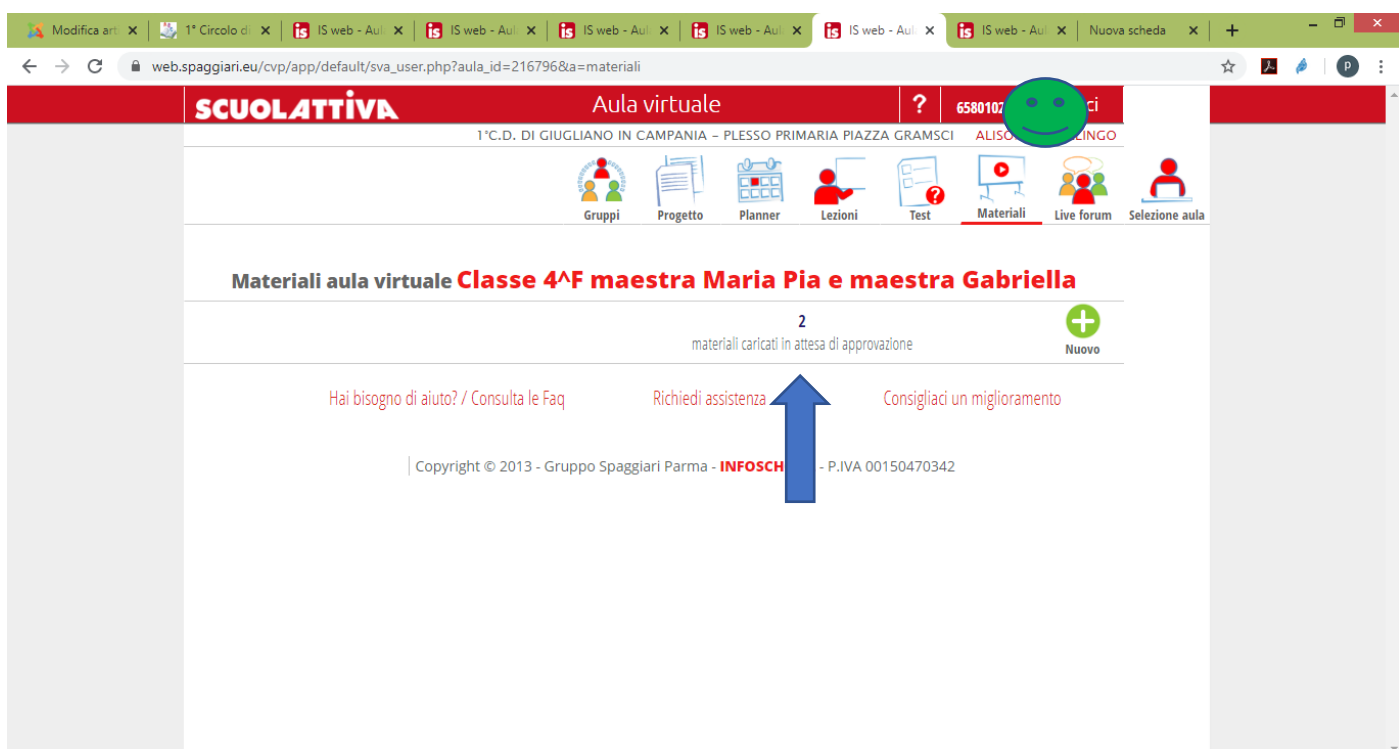 Modifica art
1° Circolo di
IS web - Aul
IS web - Aul
IS web - Aul
IS web - Aul
IS web - Aul
IS web - Aul
Nuova scheda
web.spaggiari.eu/cvp/app/default/sva_user.php?aula_id=216796&a=materiali
P
SCUOLATTIVA Aula virtuale ? ci
1°C.D. DI GIUGLIANO IN CAMPANIA – PLESSO PRIMARIA PIAZZA GRAMSCI
Gruppi Progetto Planner Lezioni Test Materiali Live forum Selezione aula
Materiali aula virtuale Classe 4^F maestra Maria Pia e maestra Gabriella
2
materiali caricati in attesa di approvazione
Nuovo
Hai bisogno di aiuto? / Consulta le Faq Richiedi assistenza Consigliaci un miglioramento
Copyright © 2013 - Gruppo Spaggiari Parma - INFOSCH - P.IVA 00150470342